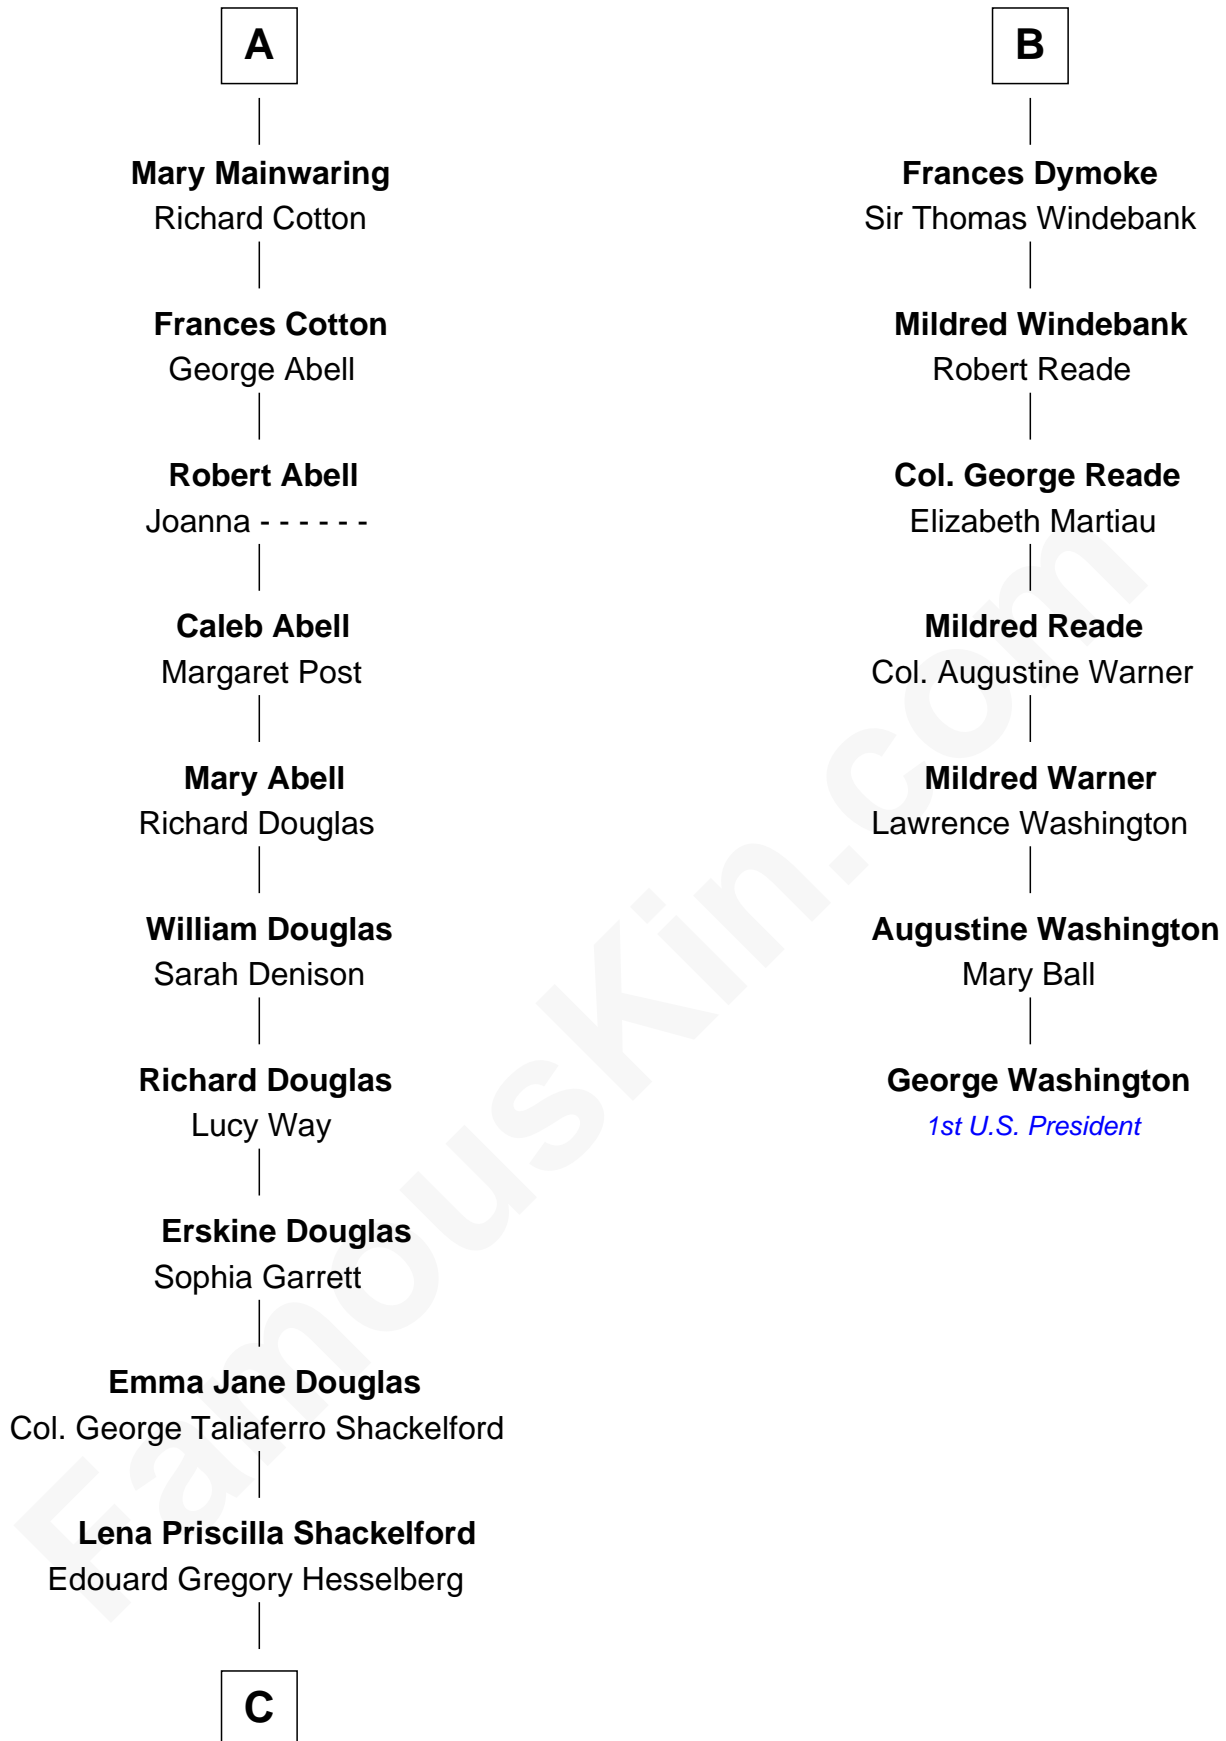 A
Mary Mainwaring
Richard Cotton
Frances Cotton
George Abell
Robert Abell
Joanna - - - - - -
Caleb Abell
Margaret Post
Mary Abell
Richard Douglas
William Douglas
Sarah Denison
Richard Douglas
Lucy Way
Erskine Douglas
Sophia Garrett
Emma Jane Douglas
Col. George Taliaferro Shackelford
Lena Priscilla Shackelford
Edouard Gregory Hesselberg
C
B
Frances Dymoke
Sir Thomas Windebank
Mildred Windebank
Robert Reade
Col. George Reade
Elizabeth Martiau
Mildred Reade
Col. Augustine Warner
Mildred Warner
Lawrence Washington
Augustine Washington
Mary Ball
George Washington
1st U.S. President
FamousKin.com